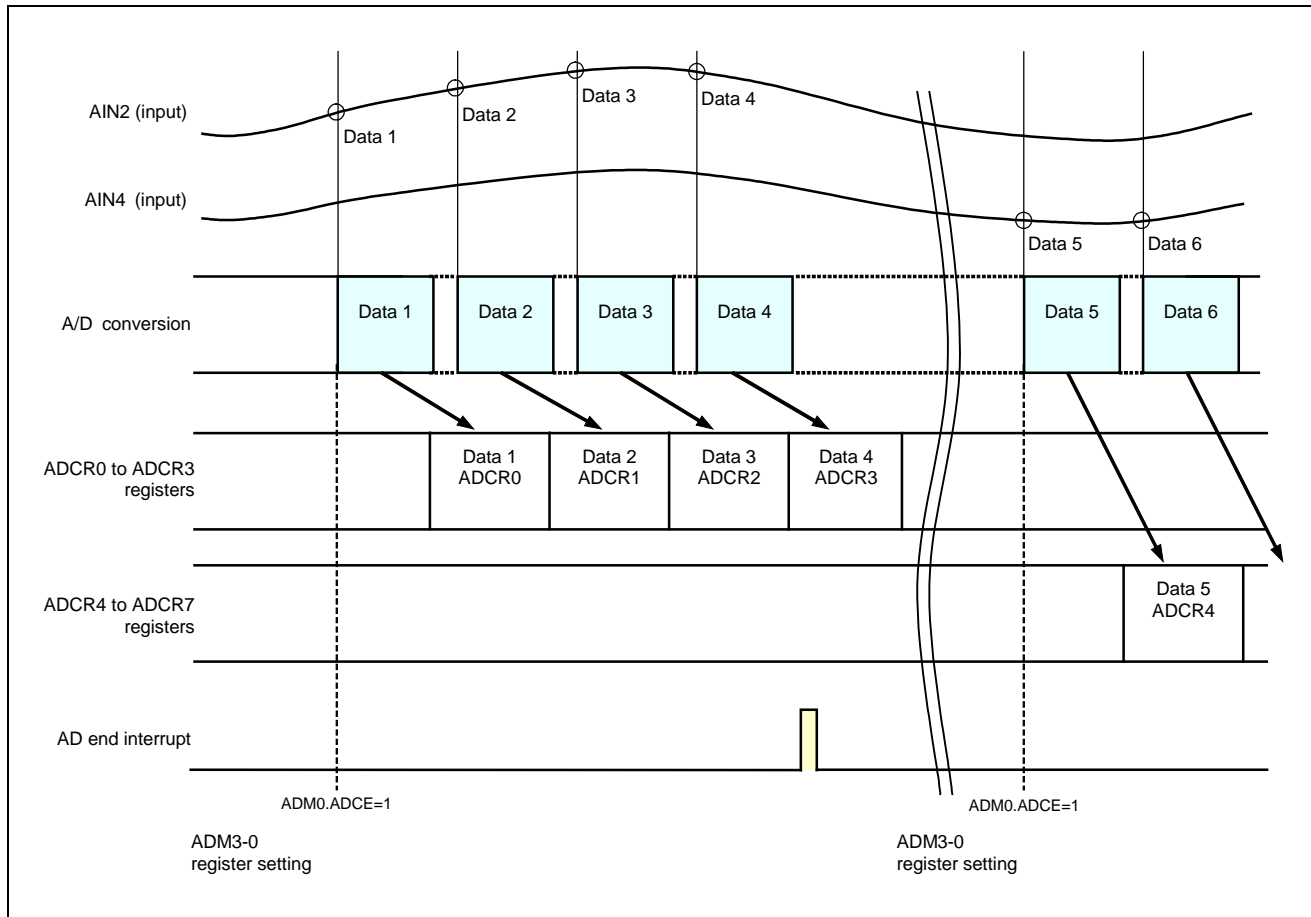 AIN2 (input)
Data 1
Data 2
Data 3
Data 4
AIN4 (input)
Data 5
Data 6
A/D conversion
Data 1
Data 2
Data 3
Data 4
Data 5
Data 6
ADCR0 to ADCR3
registers
Data 1
ADCR0
Data 2
ADCR1
Data 3
ADCR2
Data 4
ADCR3
ADCR4 to ADCR7
registers
Data 5
ADCR4
AD end interrupt
ADM0.ADCE=1
ADM0.ADCE=1
ADM3-0
register setting
ADM3-0
register setting